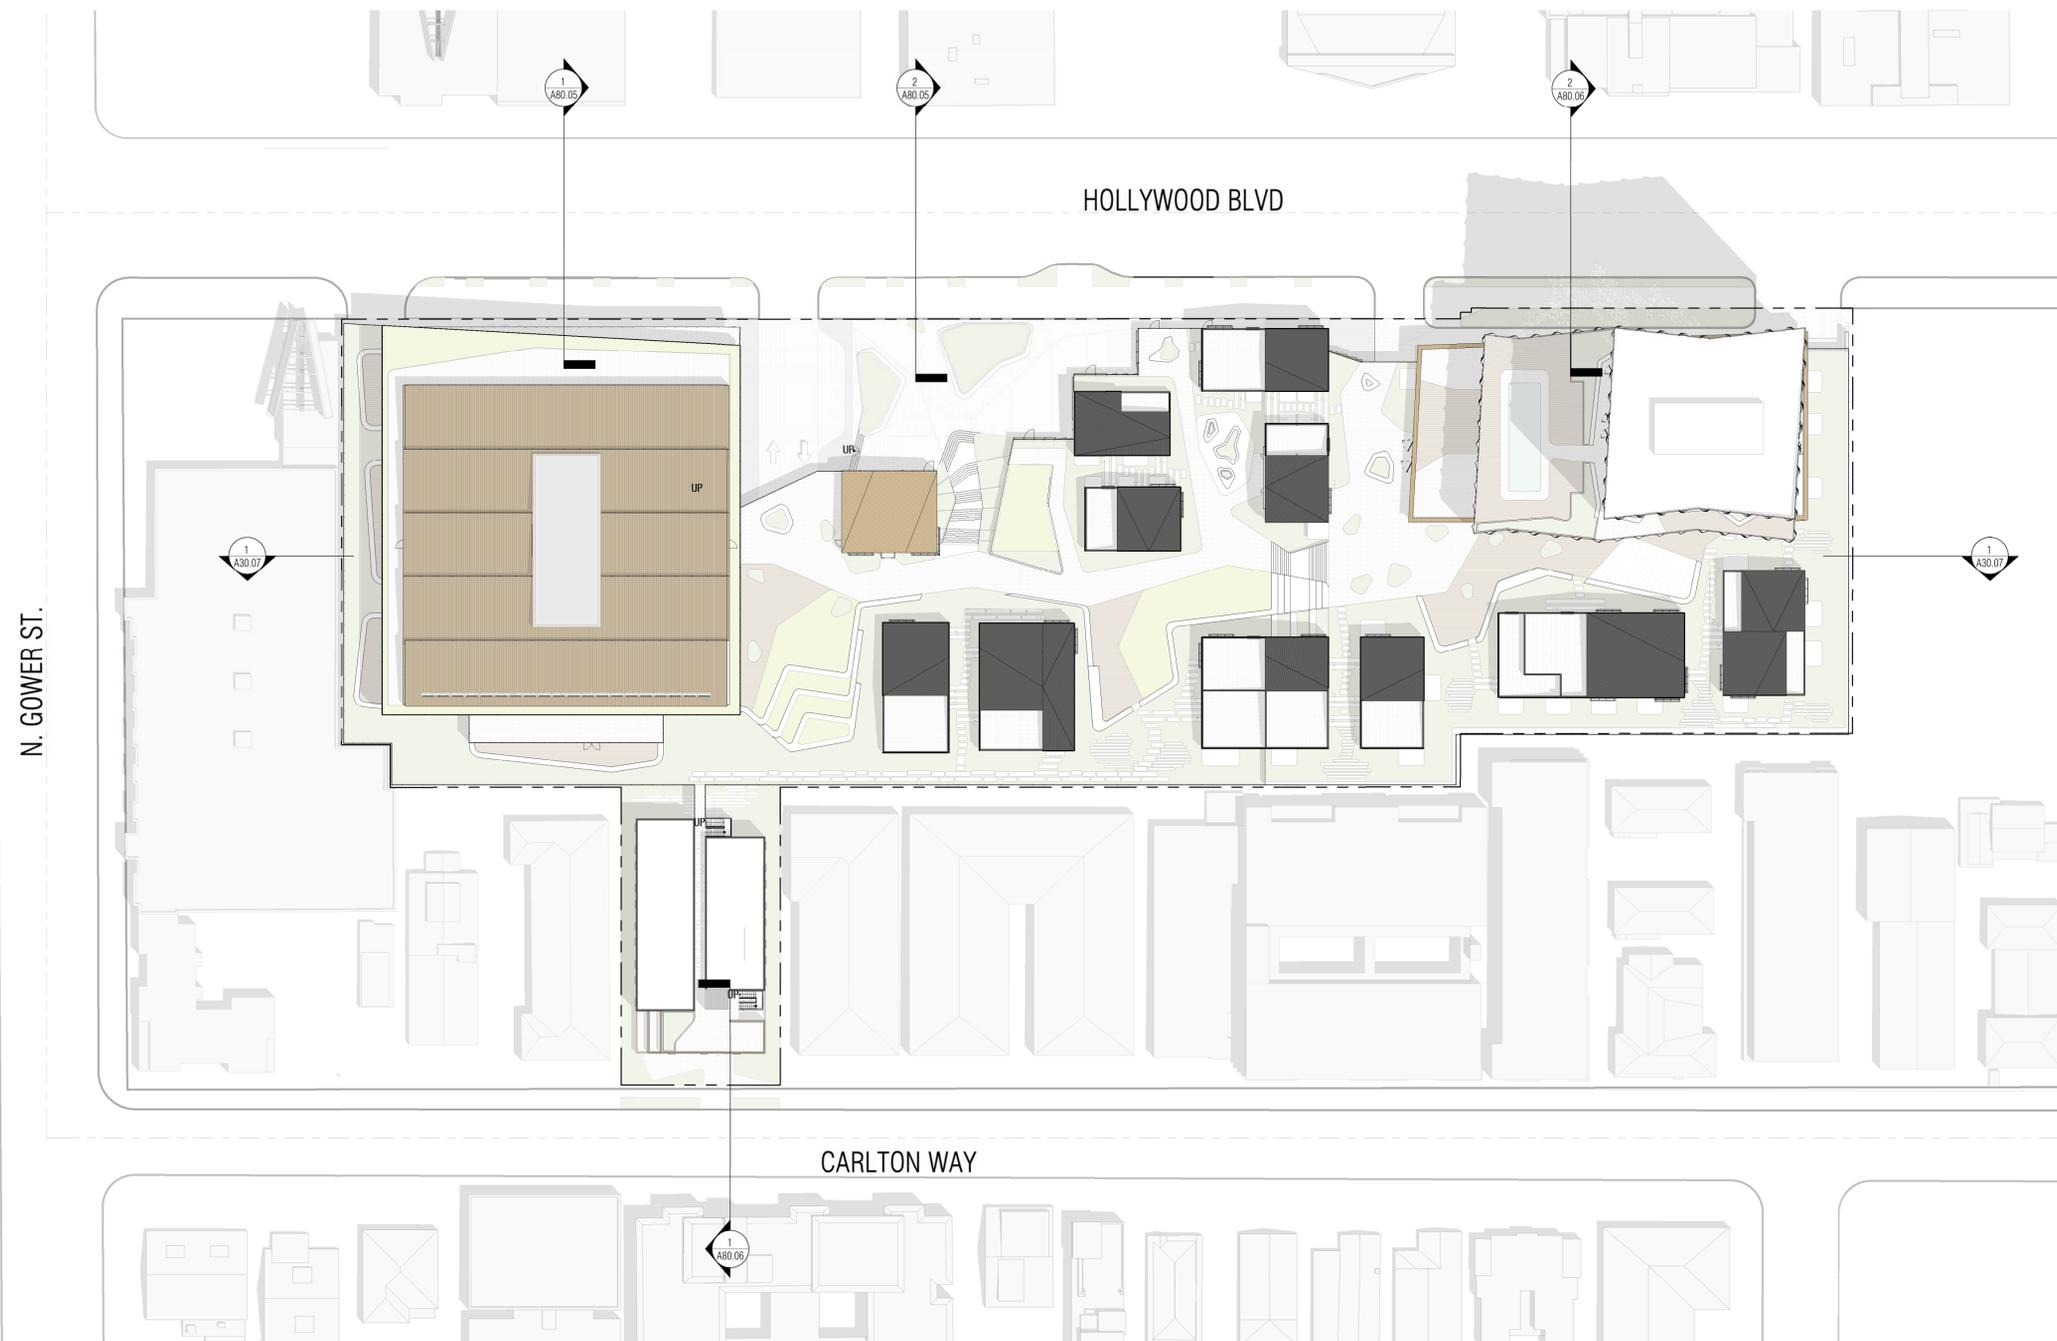 1
A80.05
2
A80.05
2
A80.06
HOLLYWOOD BLVD
UP
UP
1
A30.07
1
A30.07
N. GOWER ST.
UP
UP
CARLTON WAY
1
A80.06